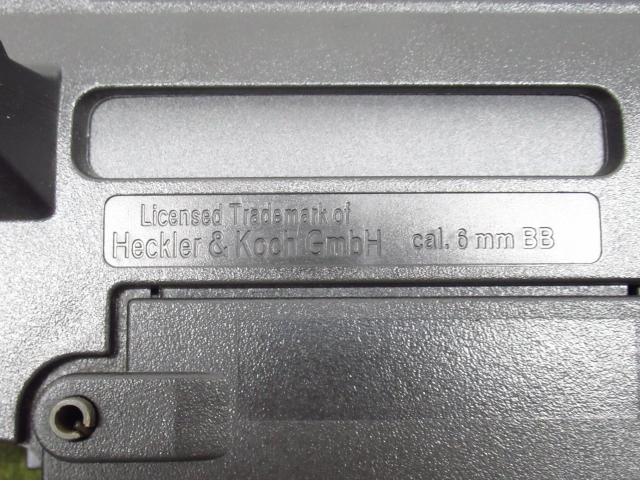 Licensed Trademark of
Heckler & Koch GmbH cal. 6 mm BB